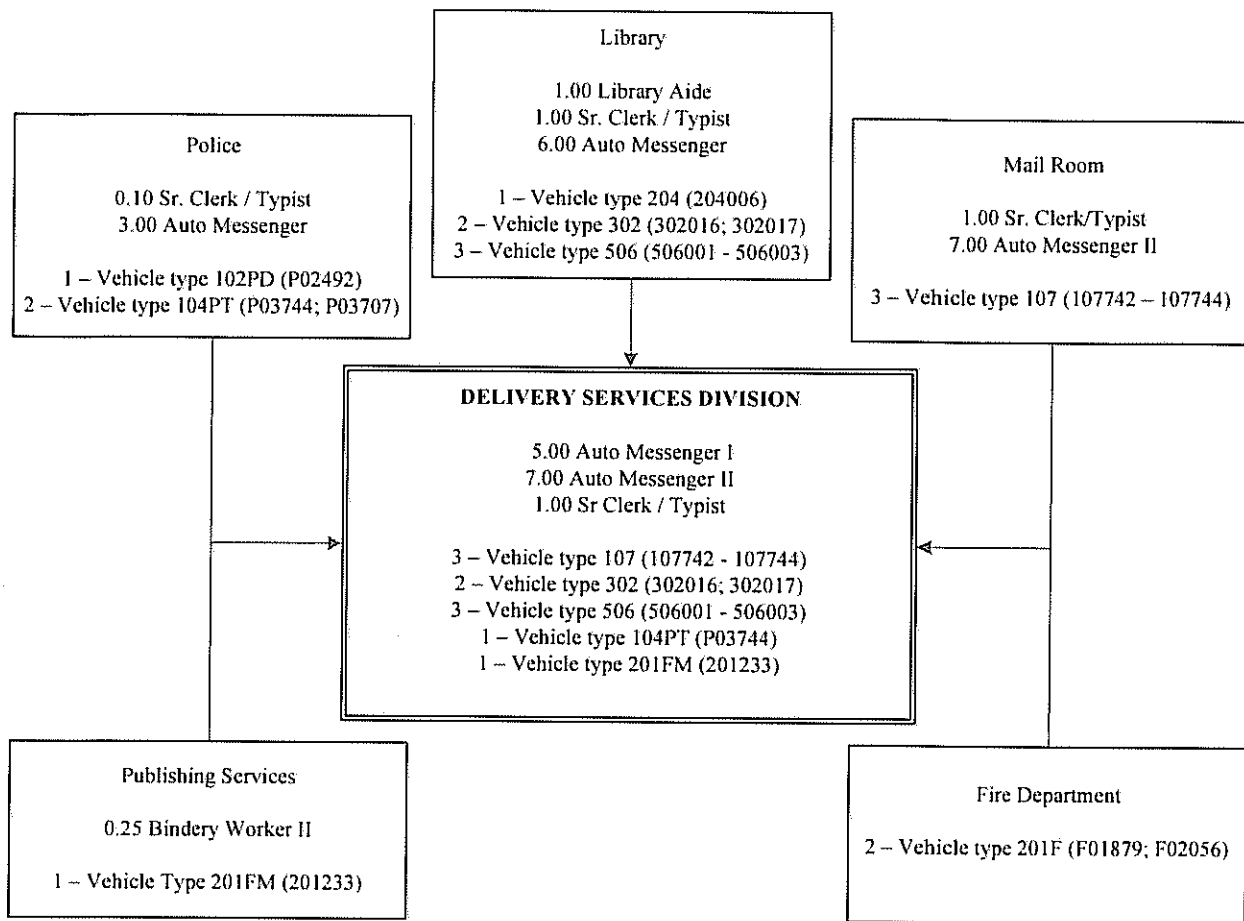 Library
1.00 Library Aide
1.00 Sr. Clerk / Typist
6.00 Auto Messenger
1 – Vehicle type 204 (204006)
2 – Vehicle type 302 (302016; 302017)
3 – Vehicle type 506 (506001 - 506003)
Police
0.10 Sr. Clerk / Typist
3.00 Auto Messenger
1 – Vehicle type 102PD (P02492)
2 – Vehicle type 104PT (P03744; P03707)
Mail Room
1.00 Sr. Clerk/Typist
7.00 Auto Messenger II
3 – Vehicle type 107 (107742 – 107744)
DELIVERY SERVICES DIVISION
5.00 Auto Messenger I
7.00 Auto Messenger II
1.00 Sr Clerk / Typist
3 – Vehicle type 107 (107742 - 107744)
2 – Vehicle type 302 (302016; 302017)
3 – Vehicle type 506 (506001 - 506003)
1 – Vehicle type 104PT (P03744)
1 – Vehicle type 201FM (201233)
Publishing Services
0.25 Bindery Worker II
1 – Vehicle Type 201FM (201233)
Fire Department
2 – Vehicle type 201F (F01879; F02056)